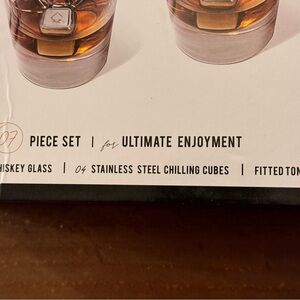 07 PIECE SET | for ULTIMATE ENJOYMENT
HISKEY GLASS | 04 STAINLESS STEEL CHILLING CUBES | FITTED TON